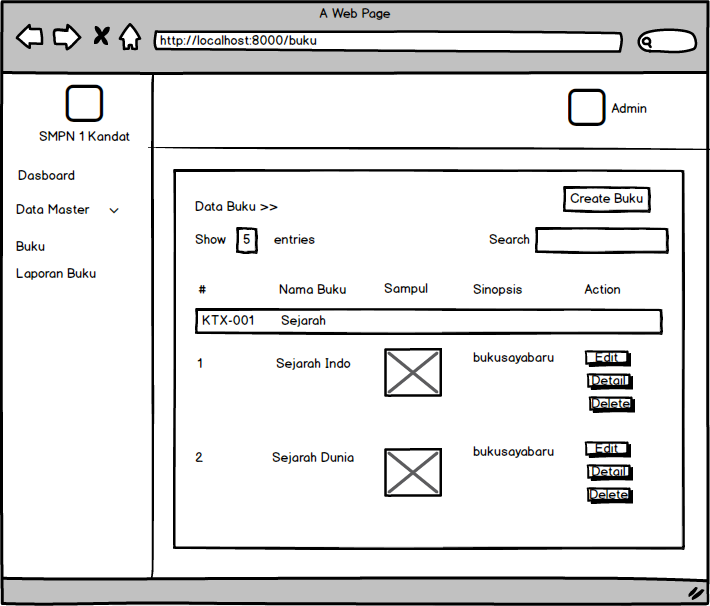 A Web Page
http://localhost:8000/buku
SMPN 1 Kandat
Admin
Dasboard
Data Master
Buku
Laporan Buku
Data Buku >>
Create Buku
Show 5 entries
Search
# Nama Buku Sampul Sinopsis Action
KTX-001 Sejarah
1 Sejarah Indo bukusayabaru Edit
Detail
Delete
2 Sejarah Dunia bukusayabaru Edit
Detail
Delete